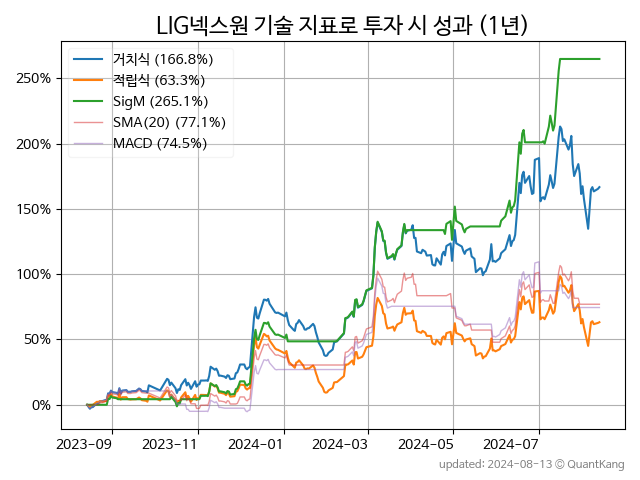 LIG넥스원 기술 지표로 투자 시 성과 (1년)
거치식 (166.8%)
적립식 (63.3%)
SigM (265.1%)
SMA(20) (77.1%)
MACD (74.5%)
250%
200%
150%
100%
50%
0%
2023-09 2023-11 2024-01 2024-03 2024-05 2024-07
updated: 2024-08-13 © QuantKang